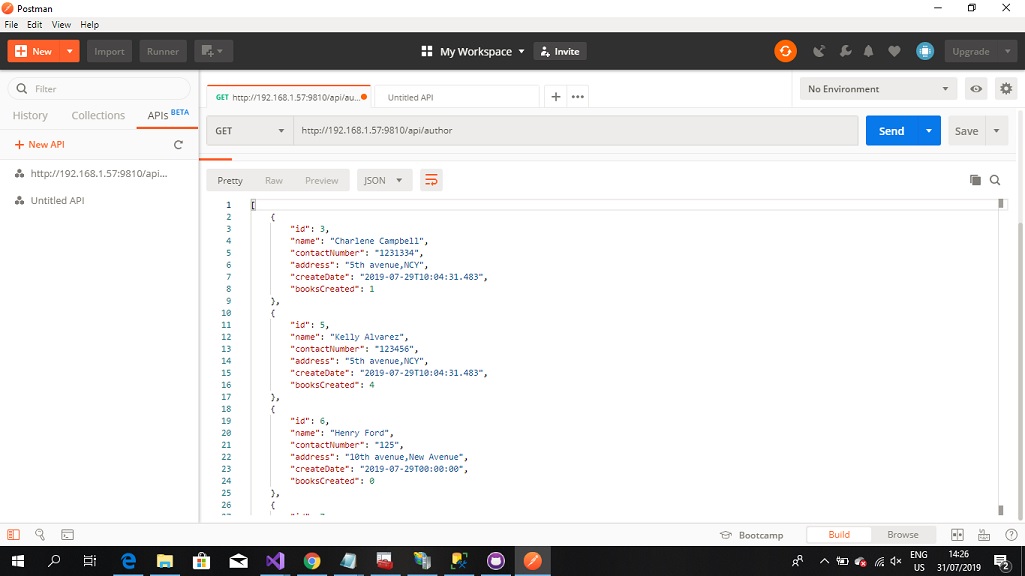 Postman
File Edit View Help
New Import Runner My Workspace Invite Upgrade
Filter
History Collections APIs BETA
New API
http://192.168.1.57:9810/api...
Untitled API
GET http://192.168.1.57:9810/api/au... Untitled API No Environment
GET http://192.168.1.57:9810/api/author Send Save
Pretty Raw Preview JSON
1 [
2 {
3 "id": 3,
4 "name": "Charlene Campbell",
5 "contactNumber": "1231334",
6 "address": "5th avenue,NCY",
7 "createDate": "2019-07-29T10:04:31.483",
8 "booksCreated": 1
9 },
10 {
11 "id": 5,
12 "name": "Kelly Alvarez",
13 "contactNumber": "123456",
14 "address": "5th avenue,NCY",
15 "createDate": "2019-07-29T10:04:31.483",
16 "booksCreated": 4
17 },
18 {
19 "id": 6,
20 "name": "Henry Ford",
21 "contactNumber": "125",
22 "address": "10th avenue,New Avenue",
23 "createDate": "2019-07-29T00:00:00",
24 "booksCreated": 0
25 },
26 {
Bootcamp Build Browse
ENG 14:26
US 31/07/2019 2